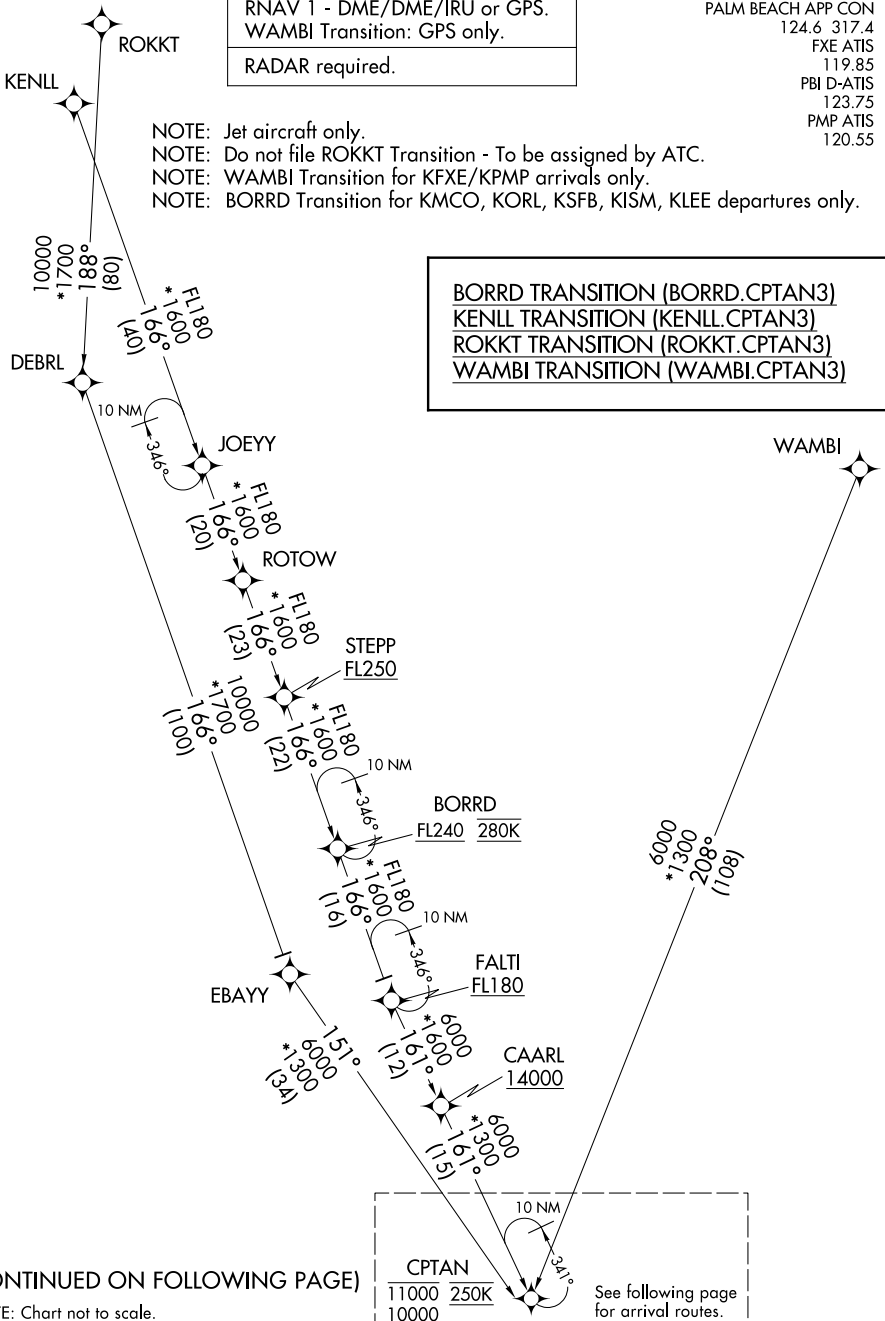 RNAV 1 - DME/DME/IRU or GPS.
WAMBI Transition: GPS only.
RADAR required.
PALM BEACH APP CON
124.6 317.4
FXE ATIS
119.85
PBI D-ATIS
123.75
PMP ATIS
120.55
ROKKT
KENLL
NOTE: Jet aircraft only.
NOTE: Do not file ROKKT Transition - To be assigned by ATC.
NOTE: WAMBI Transition for KFXE/KPMP arrivals only.
NOTE: BORRD Transition for KMCO, KORL, KSFB, KISM, KLEE departures only.
10000
*1700
188°
(80)
FL180
*1600
166°
(40)
BORRD TRANSITION (BORRD.CPTAN3)
KENLL TRANSITION (KENLL.CPTAN3)
ROKKT TRANSITION (ROKKT.CPTAN3)
WAMBI TRANSITION (WAMBI.CPTAN3)
DEBRL
10 NM
346°
JOEYY
WAMBI
FL180
*1600
166°
(20)
ROTOW
FL180
*1600
166°
(23)
STEPP
FL250
10000
*1700
166°
(100)
FL180
*1600
166°
(22)
10 NM
346°
BORRD
FL240 280K
6000
*1300
208°
(108)
FL180
*1600
166°
(16)
10 NM
346°
FALTI
FL180
EBAYY
151°
6000
*1300
(34)
6000
*1600
161°
(12)
CAARL
14000
6000
*1300
161°
(15)
10 NM
341°
CPTAN
11000 250K
10000
See following page
for arrival routes.
ONTINUED ON FOLLOWING PAGE)
TE: Chart not to scale.